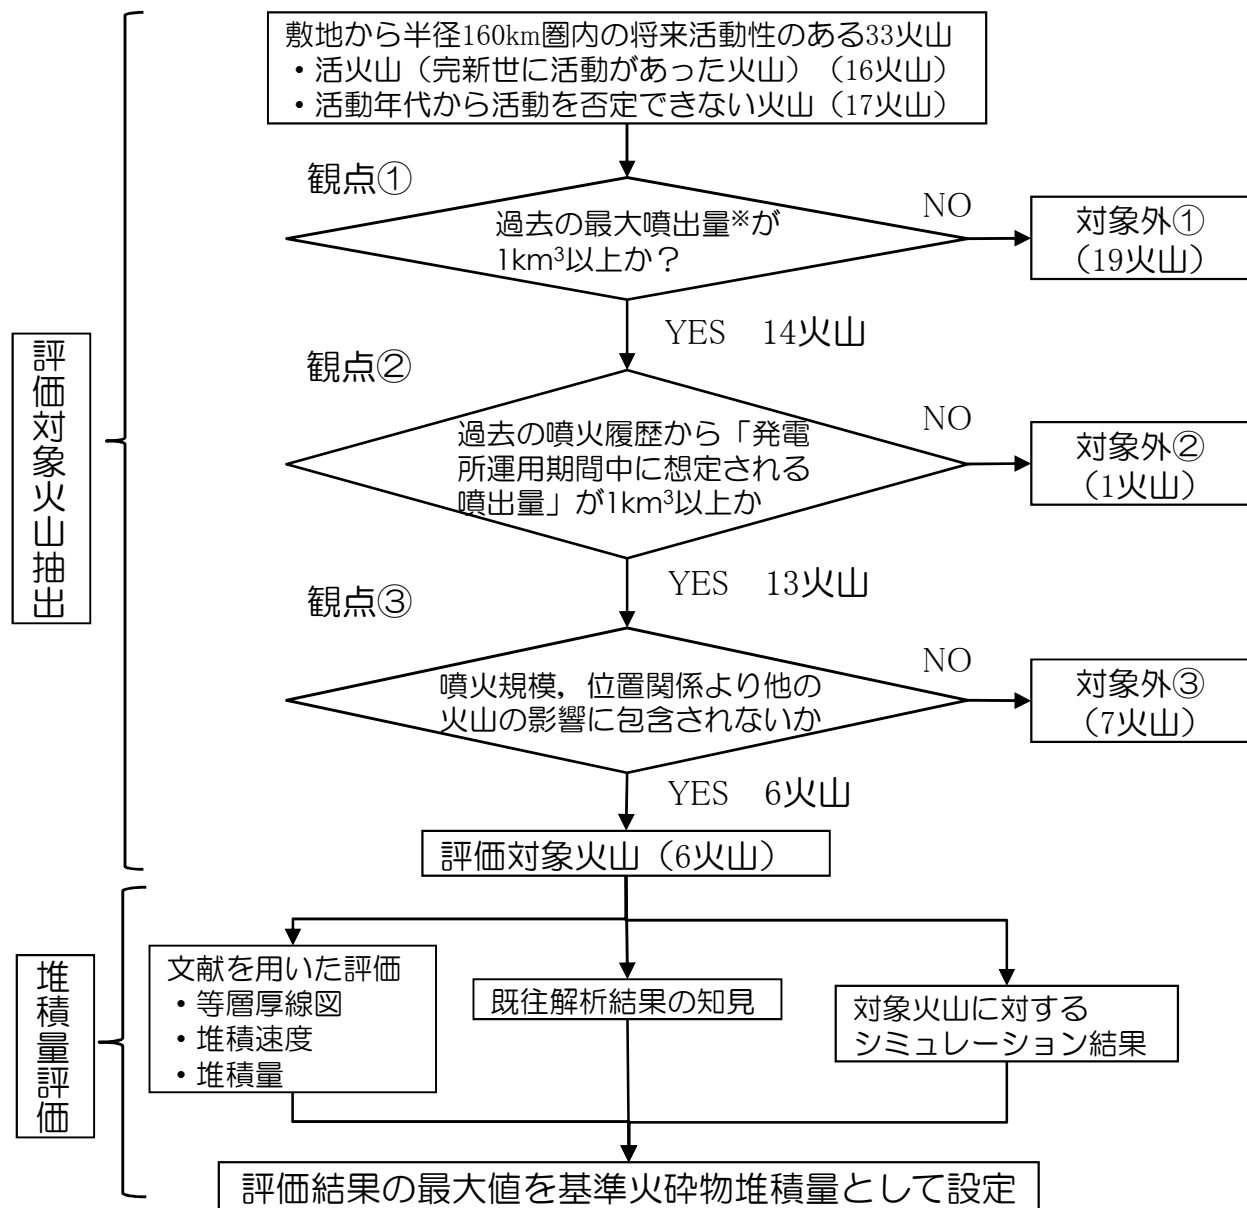 敷地から半径160km圏内の将来活動性のある33火山
・活火山（完新世に活動があった火山）（16火山）
・活動年代から活動を否定できない火山（17火山）
観点①
過去の最大噴出量※が
1km³以上か？
NO
対象外①
（19火山）
YES 14火山
観点②
過去の噴火履歴から「発電
所運用期間中に想定される
噴出量」が1km³以上か
NO
対象外②
（1火山）
YES 13火山
観点③
噴火規模，位置関係より他の
火山の影響に包含されないか
NO
対象外③
（7火山）
YES 6火山
評価対象火山（6火山）
評価対象火山抽出
文献を用いた評価
・等層厚線図
・堆積速度
・堆積量
既往解析結果の知見
対象火山に対する
シミュレーション結果
堆積量評価
評価結果の最大値を基準火砕物堆積量として設定